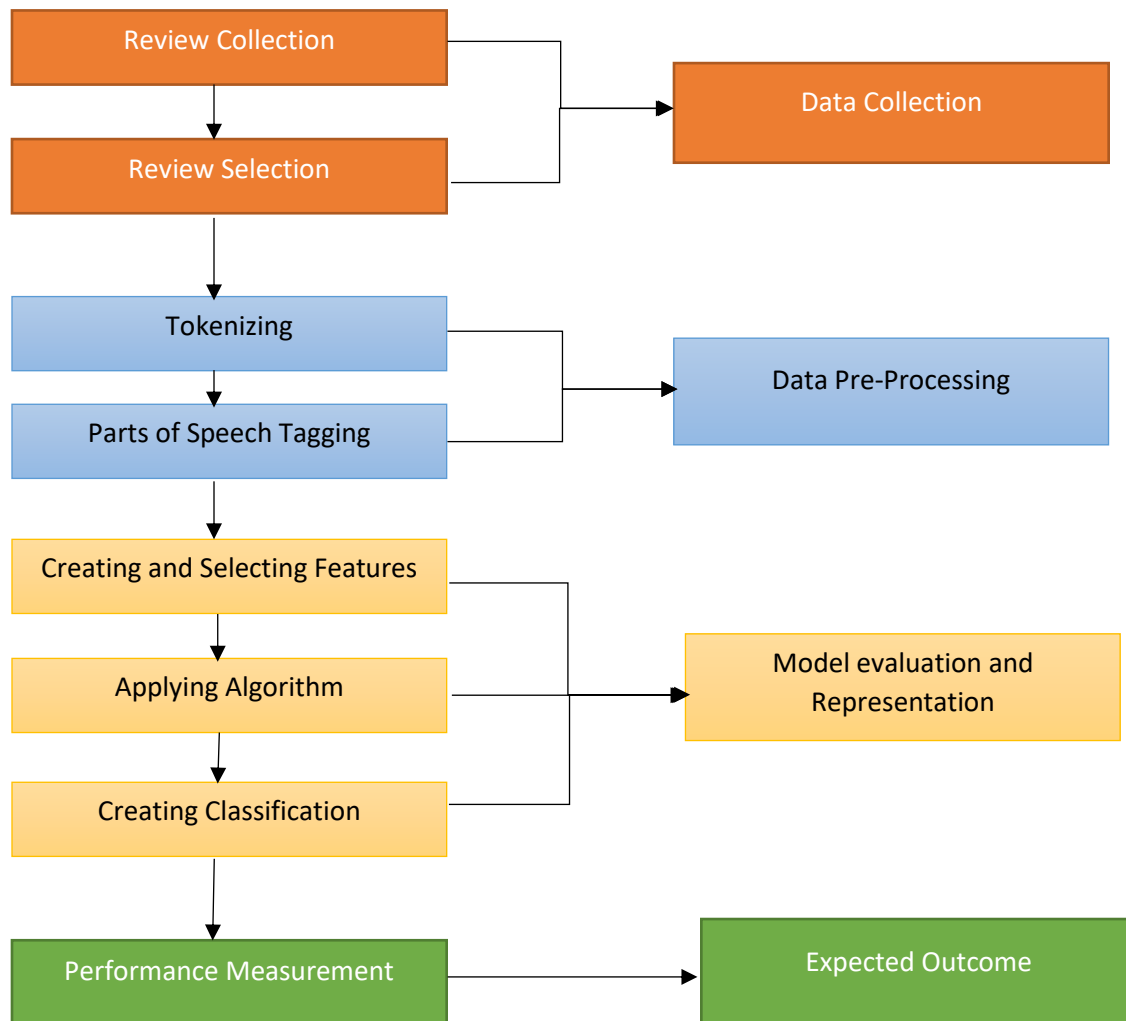 Review Collection
Data Collection
Review Selection
Tokenizing
Data Pre-Processing
Parts of Speech Tagging
Creating and Selecting Features
Model evaluation and
Representation
Applying Algorithm
Creating Classification
Performance Measurement
Expected Outcome